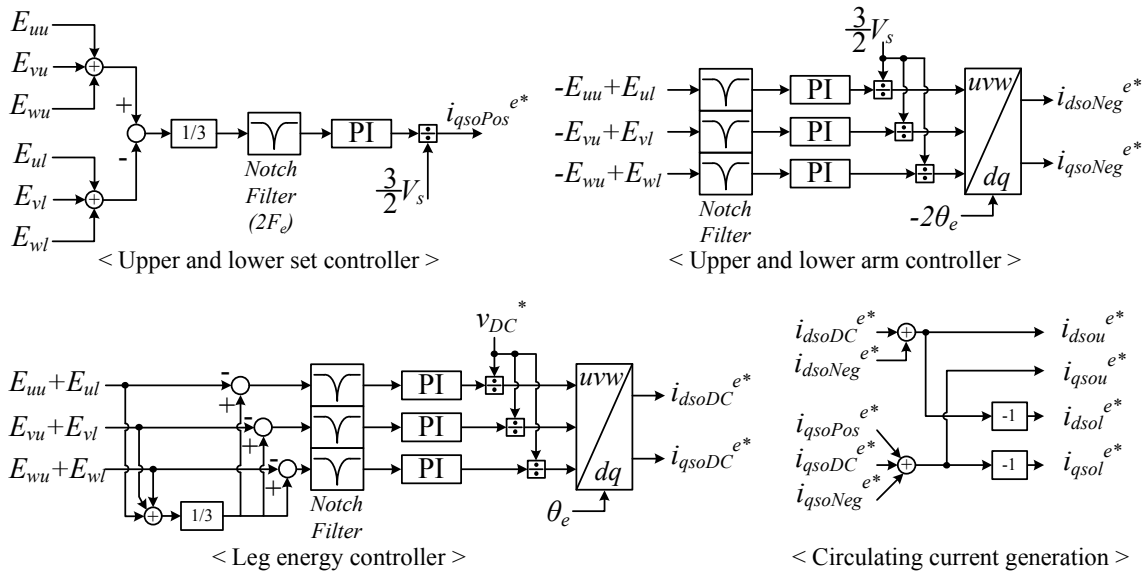 E_uu
E_vu
E_wu
+
+
-
E_ul
E_vl
E_wl
+
1/3
Notch
Filter
(2F_e)
PI
÷
3/2 V_s
i_qsoPos^e*
< Upper and lower set controller >
3/2 V_s
-E_uu+E_ul
PI
÷
-E_vu+E_vl
PI
÷
-E_wu+E_wl
PI
÷
Notch
Filter
uvw
dq
-2θ_e
i_dsoNeg^e*
i_qsoNeg^e*
< Upper and lower arm controller >
v_DC^*
E_uu+E_ul
-
+
PI
÷
E_vu+E_vl
-
+
PI
÷
E_wu+E_wl
-
+
PI
÷
+
1/3
Notch
Filter
uvw
dq
θ_e
i_dsoDC^e*
i_qsoDC^e*
< Leg energy controller >
i_dsoDC^e*
+
i_dsoNeg^e*
i_dsou^e*
i_qsou^e*
-1
i_dsol^e*
i_qsoPos^e*
i_qsoDC^e*
+
i_qsoNeg^e*
-1
i_qsol^e*
< Circulating current generation >